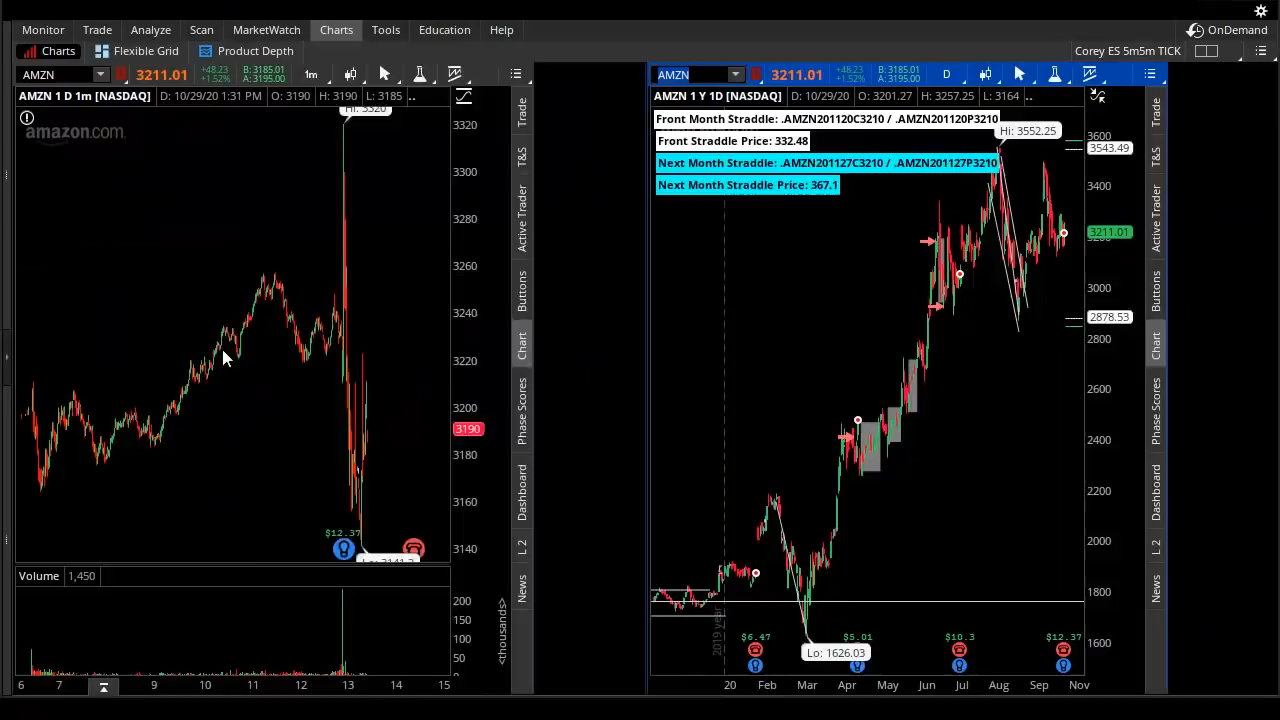 Monitor Trade Analyze Scan MarketWatch Charts Tools Education Help OnDemand
Charts Flexible Grid Product Depth Corey ES 5m5m TICK
AMZN 3211.01 +48.23 +1.52% B: 3185.01 A: 3195.00 1m
AMZN 1 D 1m [NASDAQ] D: 10/29/20 1:31 PM O: 3190 H: 3190 L: 3185 ..
Hi: 3320
amazon.com
3320
3300
3280
3260
3240
3220
3200
3190
3180
3160
3140
$12.37
Volume 1,450
200
150
100
50
<thousands>
6 7 9 10 11 12 13 14 15
Trade
T&S
Active Trader
Buttons
Chart
Phase Scores
Dashboard
L 2
News
AMZN 3211.01 +48.23 +1.52% B: 3185.01 A: 3195.00 D
AMZN 1 Y 1D [NASDAQ] D: 10/29/20 O: 3201.27 H: 3257.25 L: 3164 ..
Front Month Straddle: .AMZN201120C3210 / .AMZN201120P3210
Front Straddle Price: 332.48
Next Month Straddle: .AMZN201127C3210 / .AMZN201127P3210
Next Month Straddle Price: 367.1
Hi: 3552.25
3600
3543.49
3400
3211.01
3000
2878.53
2800
2600
2400
2200
2000
1800
1600
2019 year
Lo: 1626.03
$6.47 $5.01 $10.3 $12.37
20 Feb Mar Apr May Jun Jul Aug Sep Nov
Trade
T&S
Active Trader
Buttons
Chart
Phase Scores
Dashboard
L 2
News